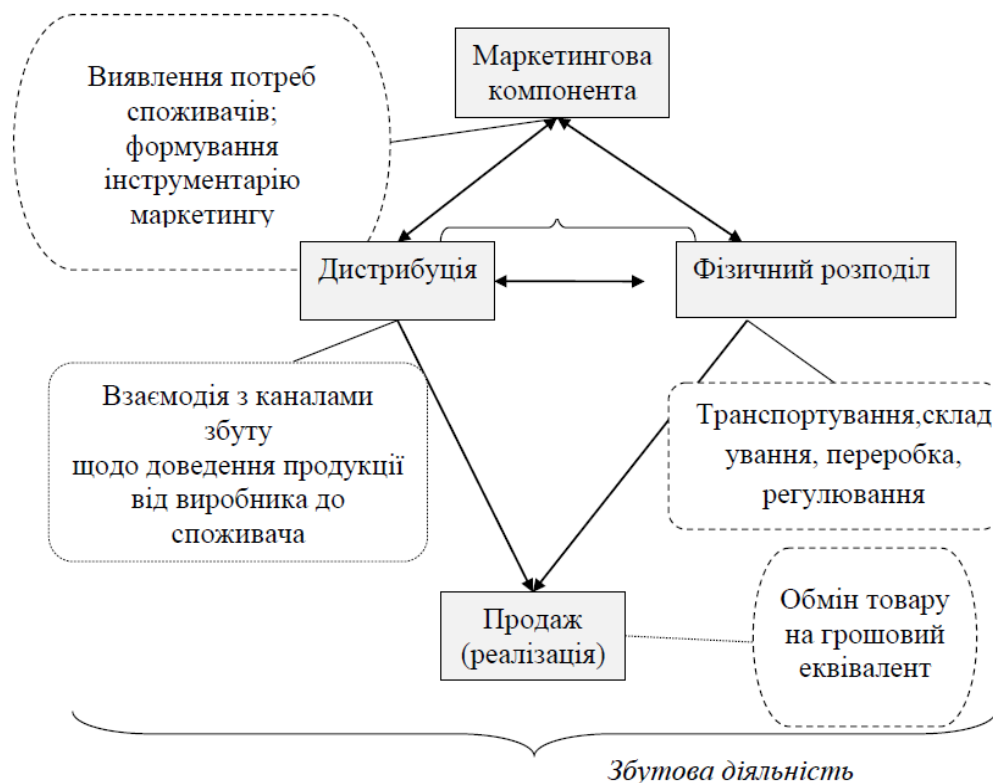 Маркетингова
компонента
Виявлення потреб
споживачів;
формування
інструментарію
маркетингу
Дистрибуція
Фізичний розподіл
Взаємодія з каналами
збуту
щодо доведення продукції
від виробника до
споживача
Транспортування,склад
ування, переробка,
регулювання
Продаж
(реалізація)
Обмін товару
на грошовий
еквівалент
Збутова діяльність